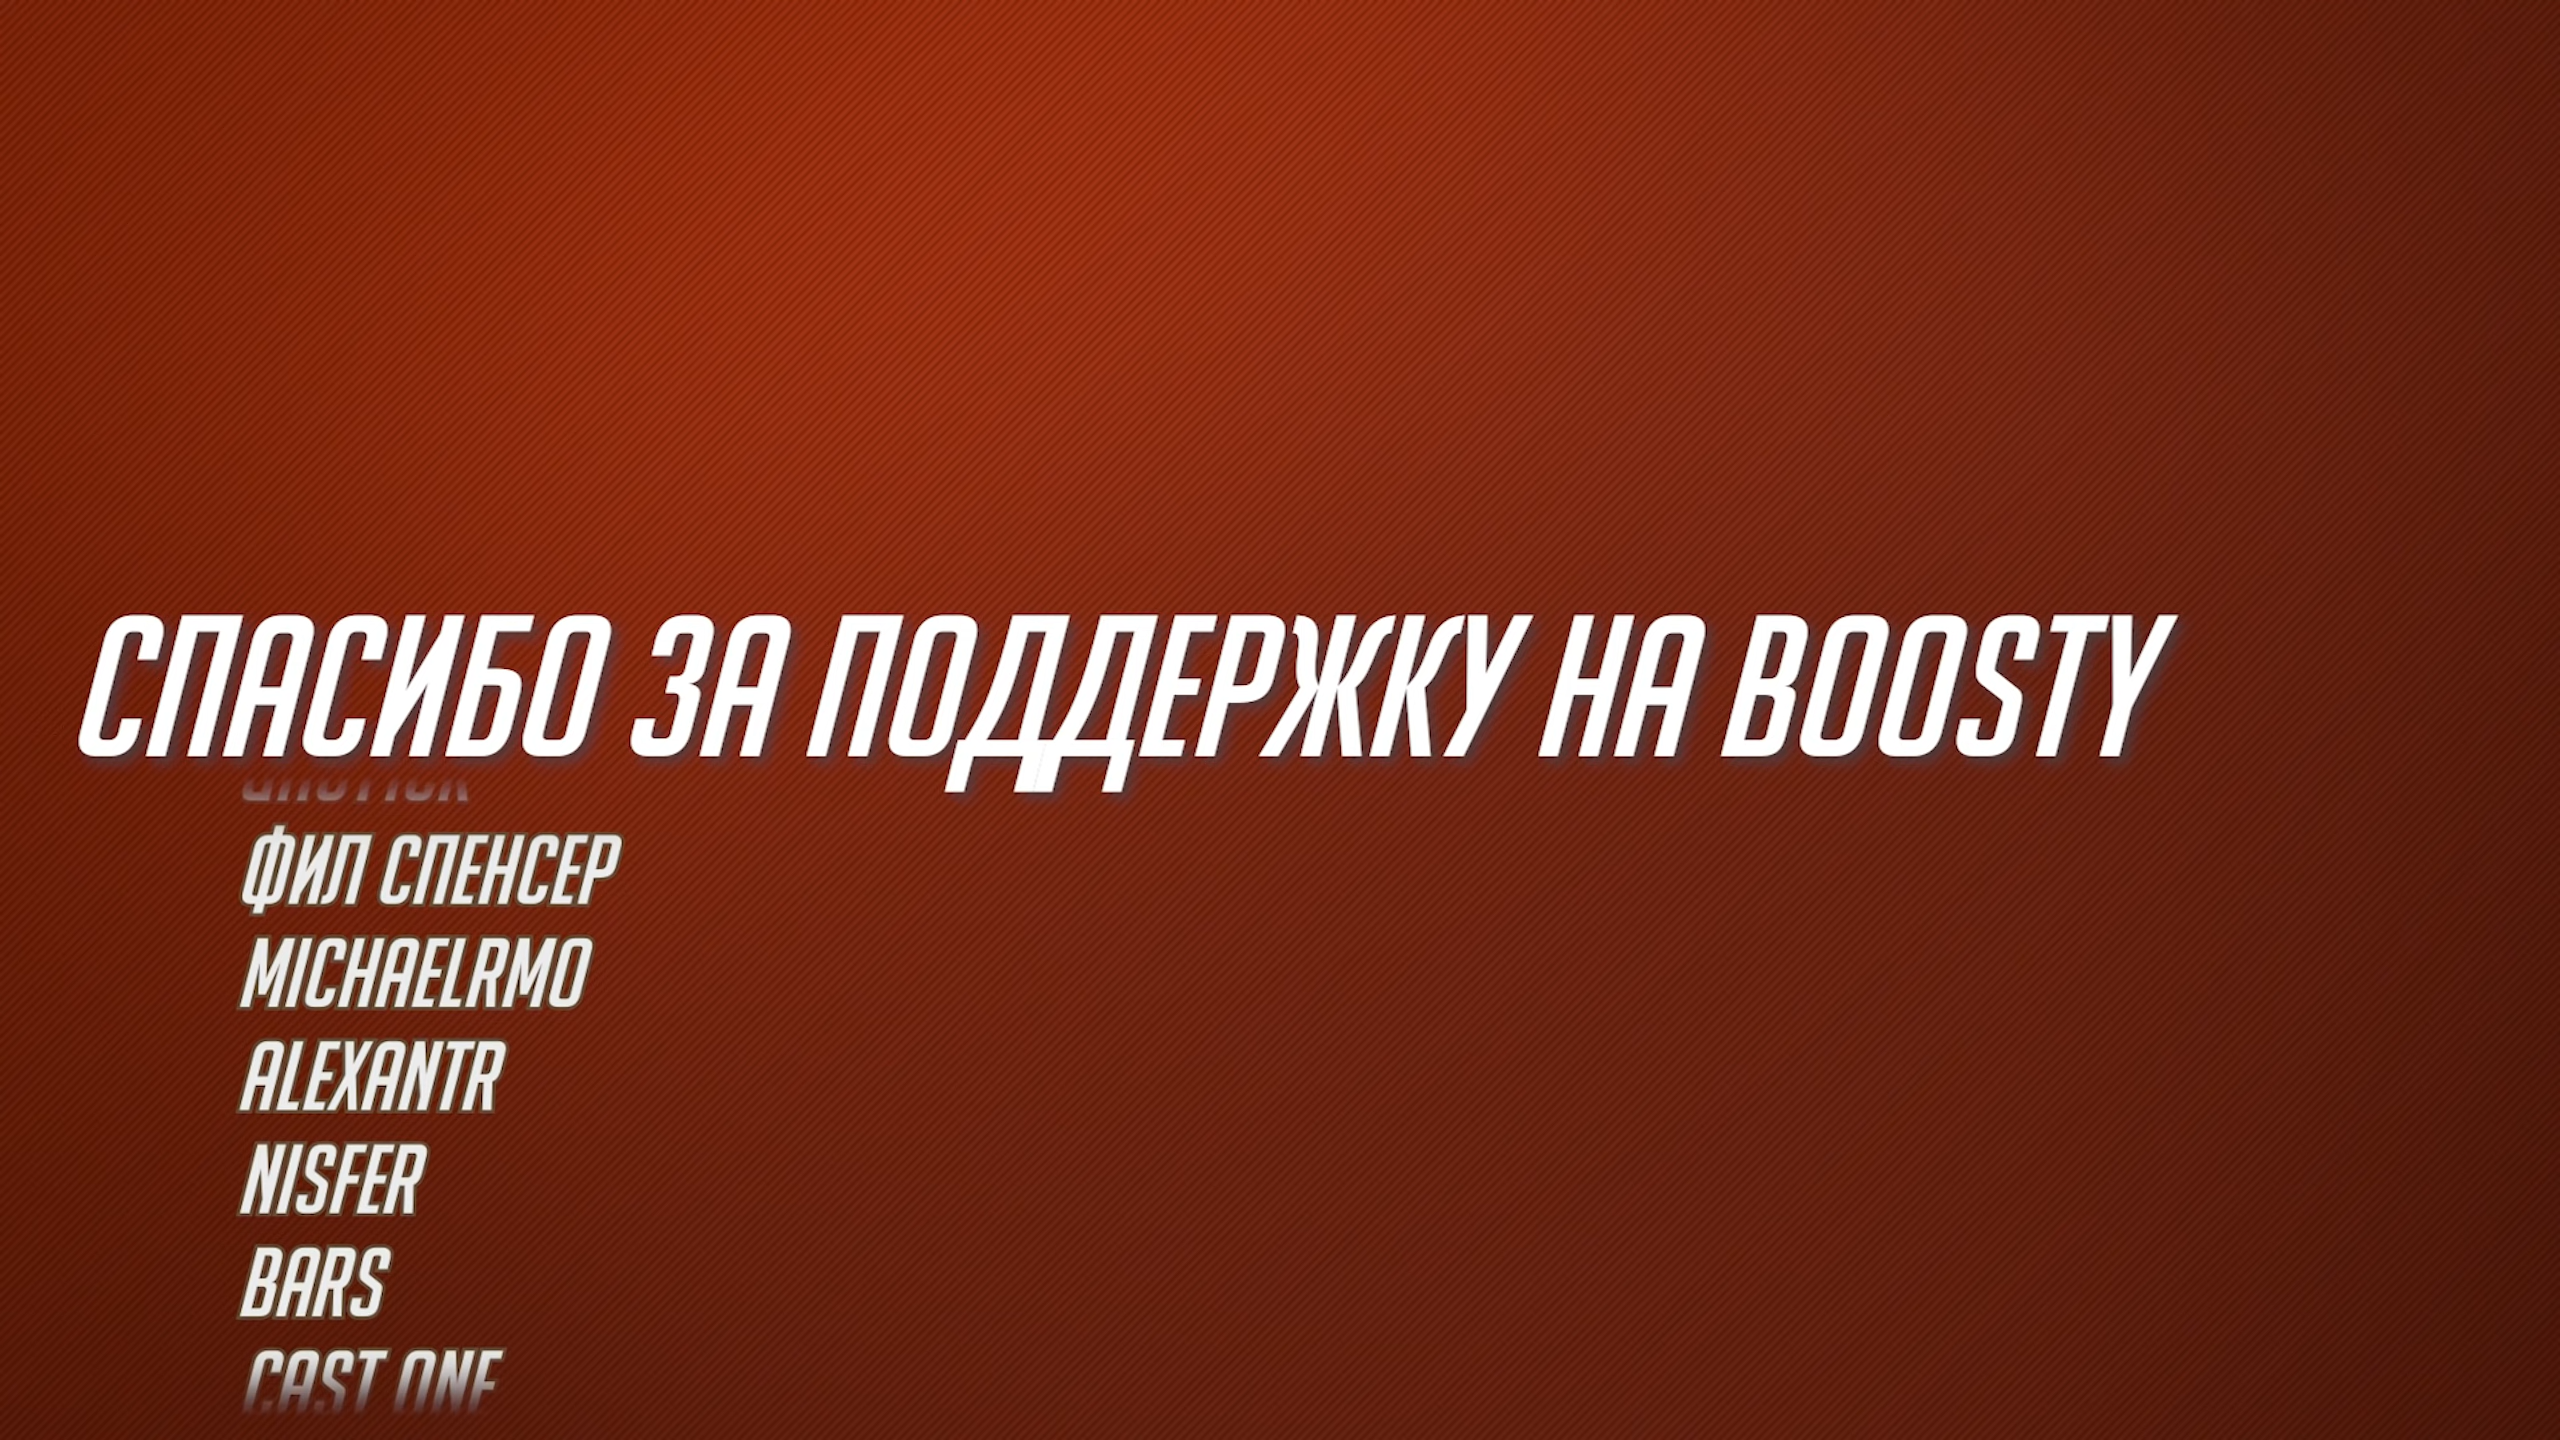 СПАСИБО ЗА ПОДДЕРЖКУ НА BOOSTY
ФИЛ СПЕНСЕР
MICHAELRMO
ALEXANTR
NISFER
BARS
CAST ONE